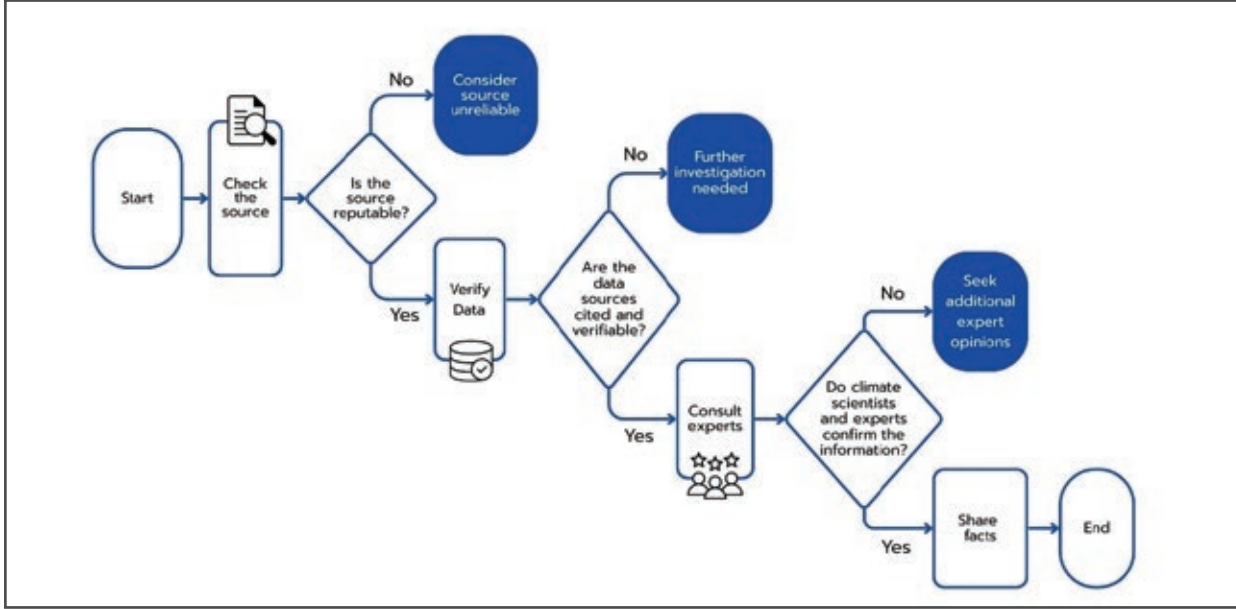 Start
Check
the
source
Is the
source
reputable?
No
Consider
source
unreliable
Yes
Verify
Data
Are the
data
sources
cited and
verifiable?
No
Further
investigation
needed
Yes
Consult
experts
Do climate
scientists
and experts
confirm the
information?
No
Seek
additional
expert
opinions
Yes
Share
facts
End